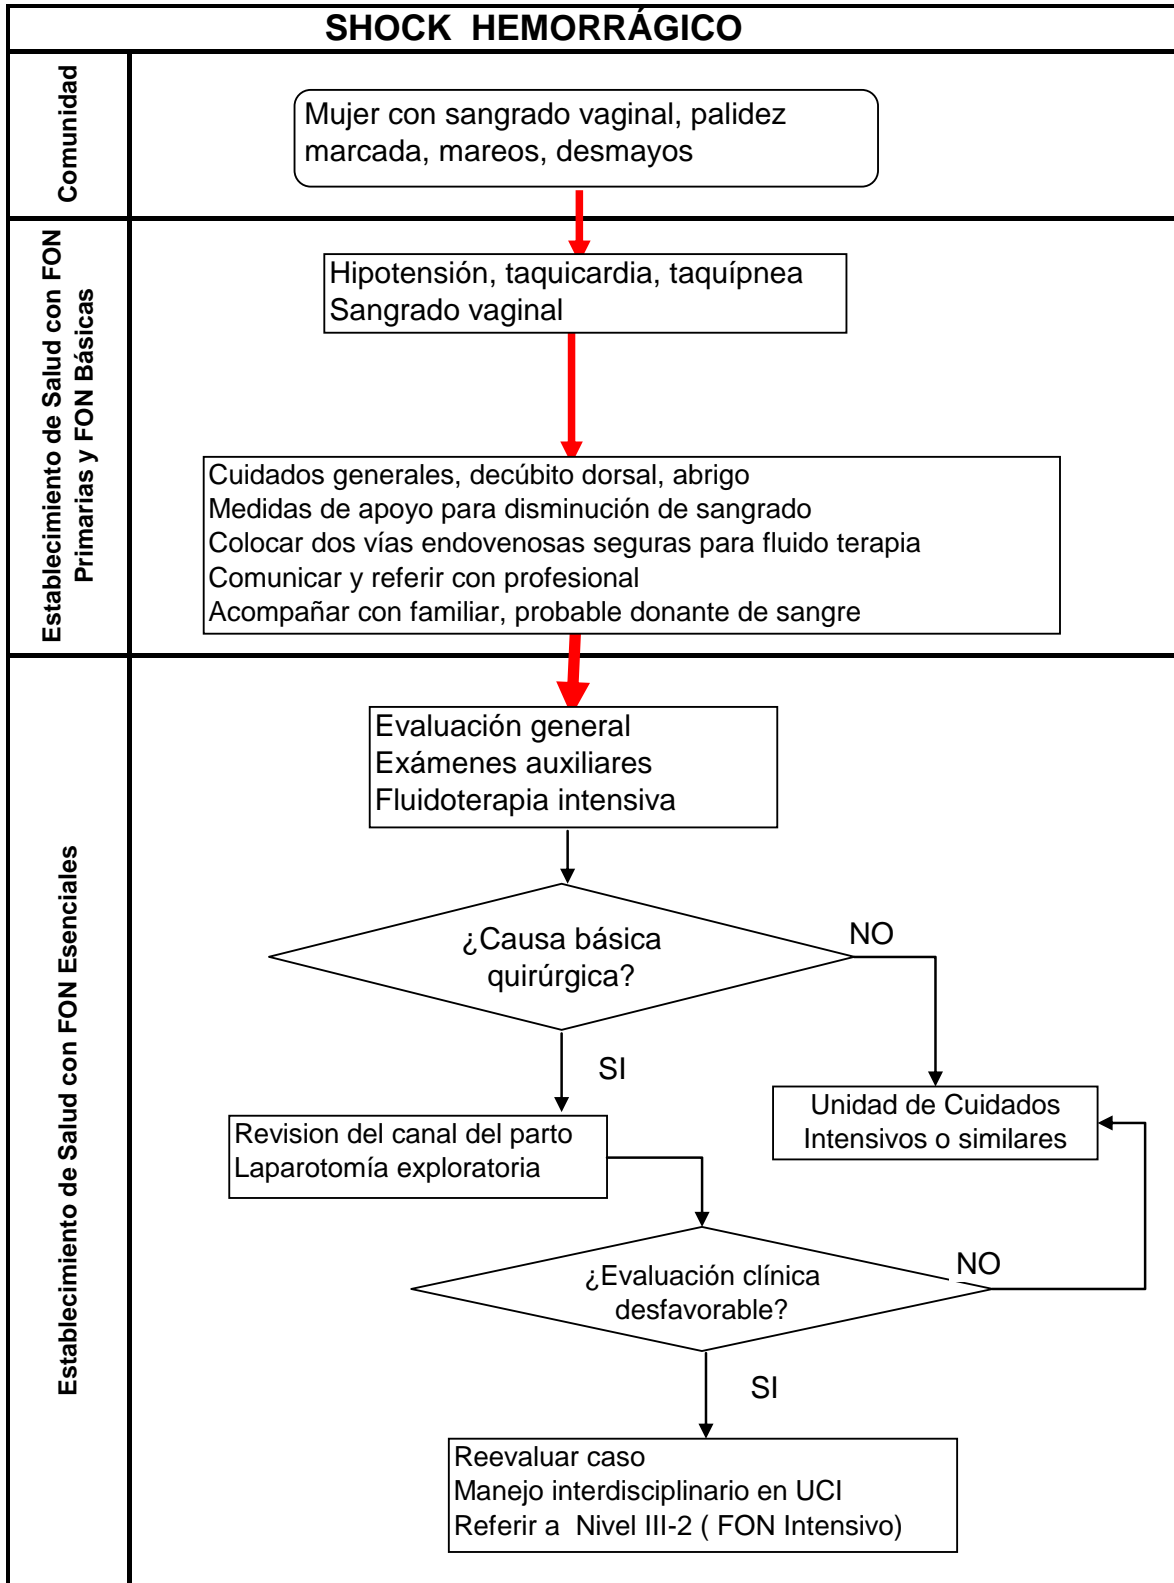 SHOCK  HEMORRÁGICO
Comunidad
Mujer con sangrado vaginal, palidez
marcada, mareos, desmayos
Establecimiento de Salud con FON
Primarias y FON Básicas
Hipotensión, taquicardia, taquípnea
Sangrado vaginal
Cuidados generales, decúbito dorsal, abrigo
Medidas de apoyo para disminución de sangrado
Colocar dos vías endovenosas seguras para fluido terapia
Comunicar y referir con profesional
Acompañar con familiar, probable donante de sangre
Establecimiento de Salud con FON Esenciales
Evaluación general
Exámenes auxiliares
Fluidoterapia intensiva
¿Causa básica
quirúrgica?
NO
SI
Unidad de Cuidados
Intensivos o similares
Revision del canal del parto
Laparotomía exploratoria
¿Evaluación clínica
desfavorable?
NO
SI
Reevaluar caso
Manejo interdisciplinario en UCI
Referir a  Nivel III-2 ( FON Intensivo)